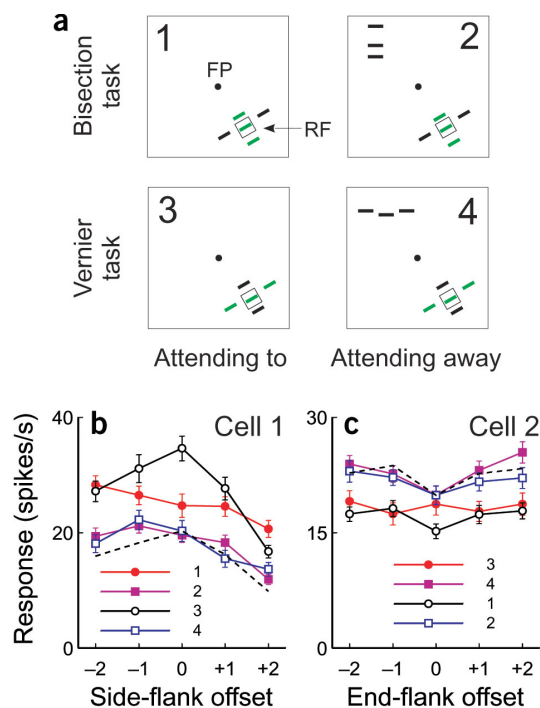 a
Bisection task
1
FP
RF
2
Vernier task
3
4
Attending to
Attending away
b
Cell 1
Response (spikes/s)
40
20
0
1
2
3
4
–2 –1 0 +1 +2
Side-flank offset
c
Cell 2
30
15
0
3
4
1
2
–2 –1 0 +1 +2
End-flank offset